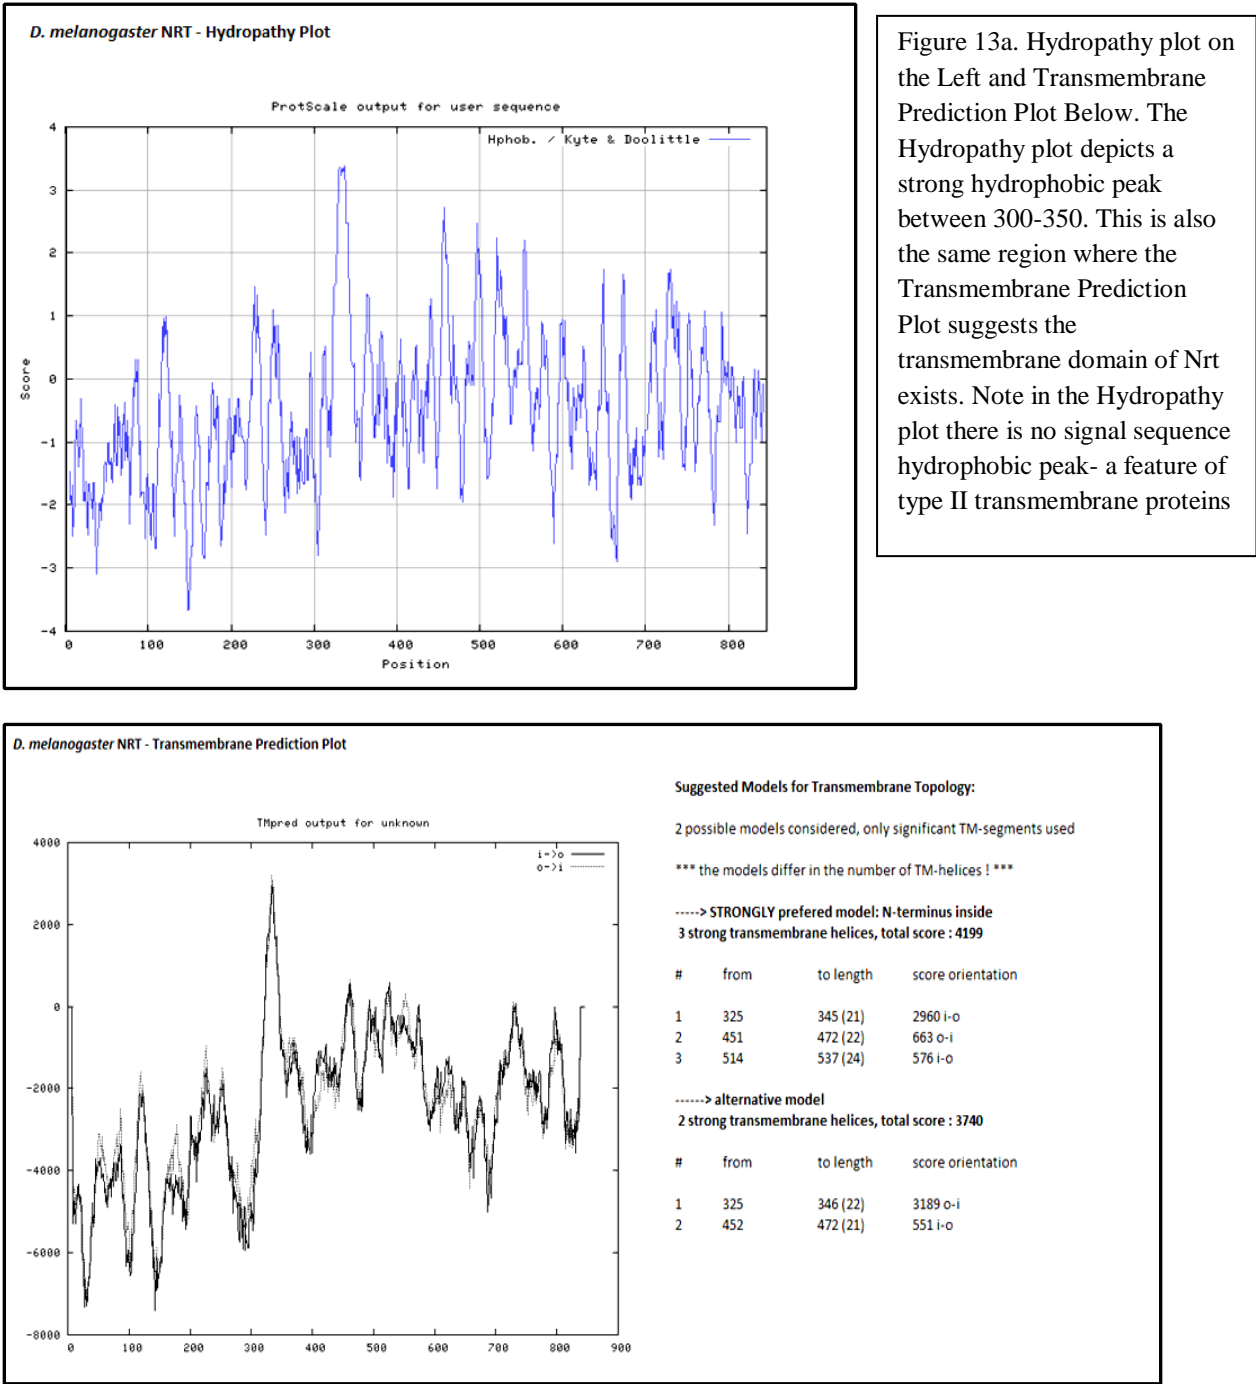 D. melanogaster NRT - Hydropathy Plot
ProtScale output for user sequence
Hphob. / Kyte & Doolittle
4
3
2
1
0
-1
-2
-3
-4
Score
0 100 200 300 400 500 600 700 800
Position
Figure 13a. Hydropathy plot on
the Left and Transmembrane
Prediction Plot Below. The
Hydropathy plot depicts a
strong hydrophobic peak
between 300-350. This is also
the same region where the
Transmembrane Prediction
Plot suggests the
transmembrane domain of Nrt
exists. Note in the Hydropathy
plot there is no signal sequence
hydrophobic peak- a feature of
type II transmembrane proteins
D. melanogaster NRT - Transmembrane Prediction Plot
TMpred output for unknown
i->o
o->i
4000
2000
0
-2000
-4000
-6000
-8000
0 100 200 300 400 500 600 700 800 900
Suggested Models for Transmembrane Topology:
2 possible models considered, only significant TM-segments used
*** the models differ in the number of TM-helices ! ***
-----> STRONGLY prefered model: N-terminus inside
3 strong transmembrane helices, total score : 4199
# from to length score orientation
1 325 345 (21) 2960 i-o
2 451 472 (22) 663 o-i
3 514 537 (24) 576 i-o
------> alternative model
2 strong transmembrane helices, total score : 3740
# from to length score orientation
1 325 346 (22) 3189 o-i
2 452 472 (21) 551 i-o